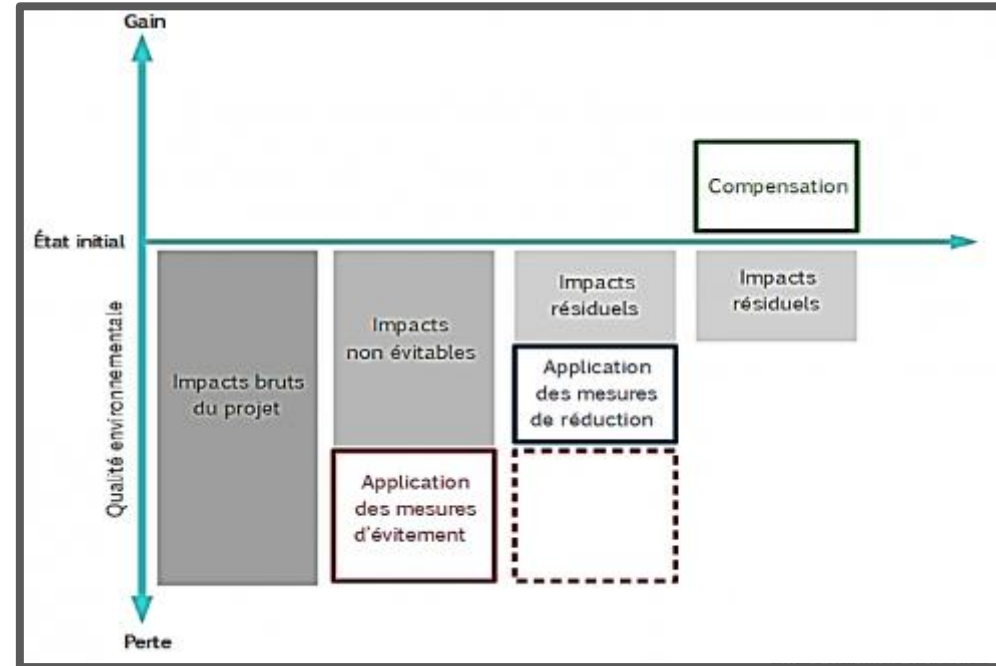 Gain
Compensation
État initial
Qualité environnementale
Impacts bruts
du projet
Impacts
non évitables
Application
des mesures
d'évitement
Impacts
résiduels
Application
des mesures
de réduction
Impacts
résiduels
Perte